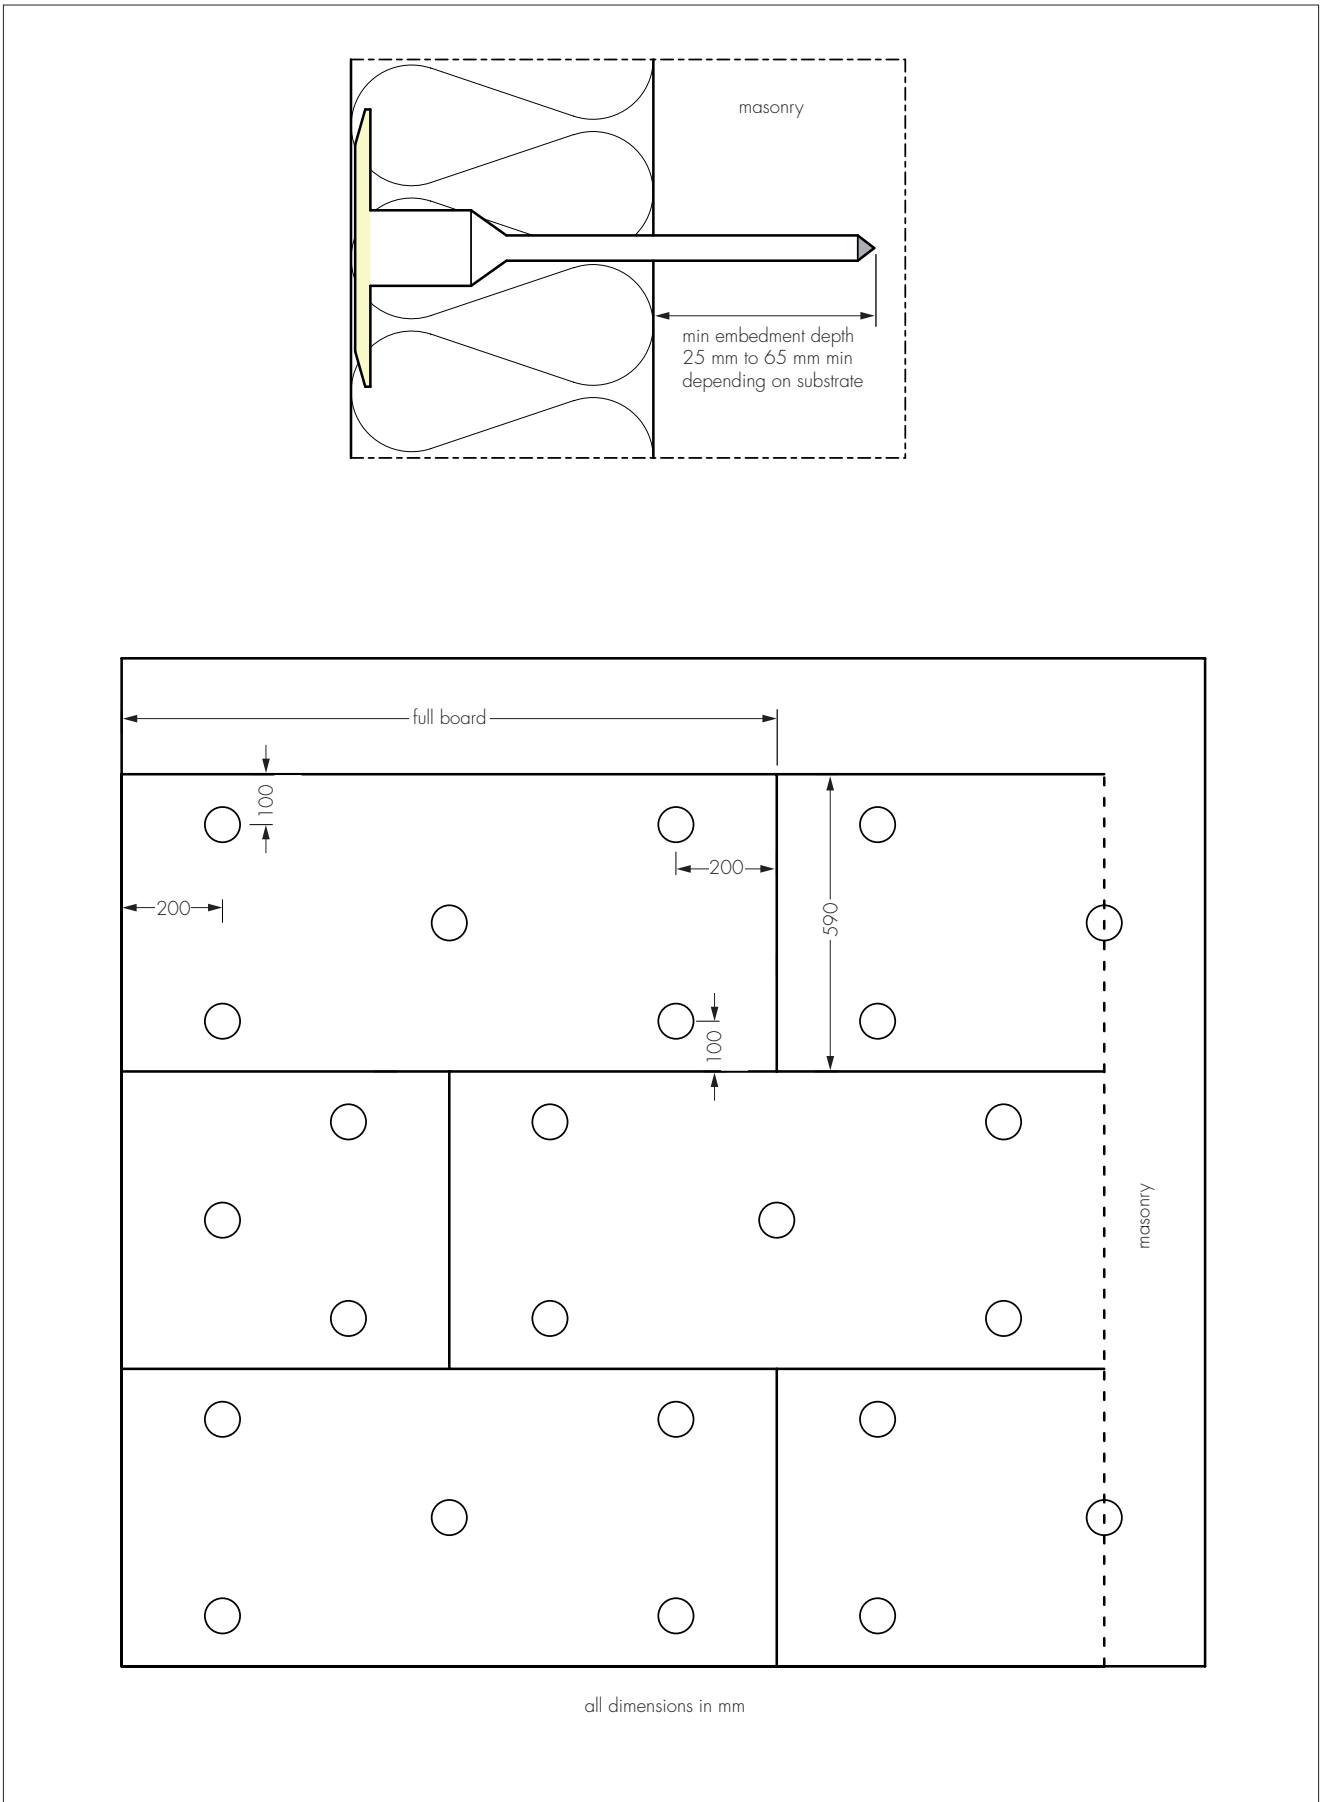 masonry
min embedment depth
25 mm to 65 mm min
depending on substrate
full board
100
200
200
590
100
masonry
all dimensions in mm